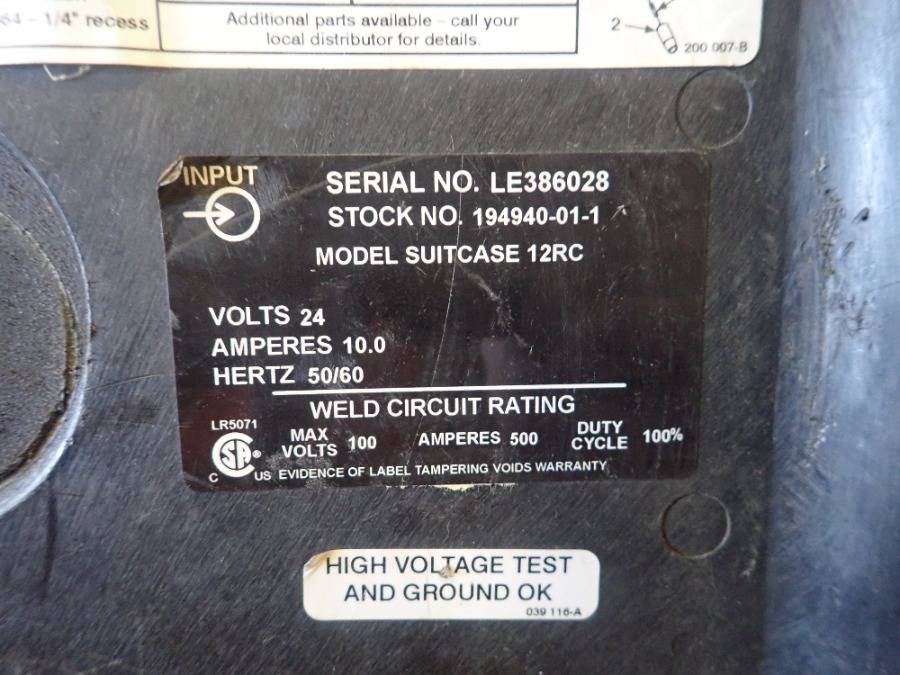 64 - 1/4" recess
Additional parts available - call your
local distributor for details.
2
200 007-B
INPUT
SERIAL NO. LE386028
STOCK NO. 194940-01-1
MODEL SUITCASE 12RC
VOLTS 24
AMPERES 10.0
HERTZ 50/60
WELD CIRCUIT RATING
LR5071
MAX VOLTS 100 AMPERES 500 DUTY CYCLE 100%
C SA ® US EVIDENCE OF LABEL TAMPERING VOIDS WARRANTY
HIGH VOLTAGE TEST
AND GROUND OK
039 116-A